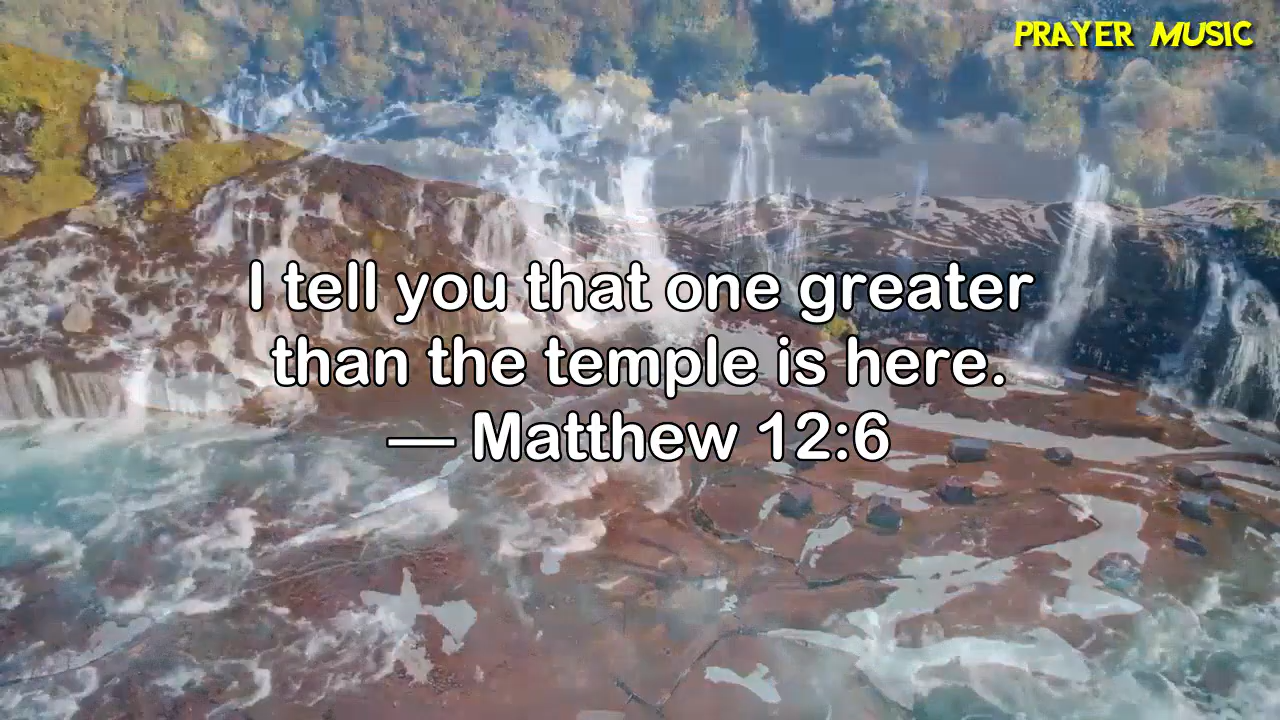 PRAYER MUSIC
I tell you that one greater
than the temple is here.
— Matthew 12:6